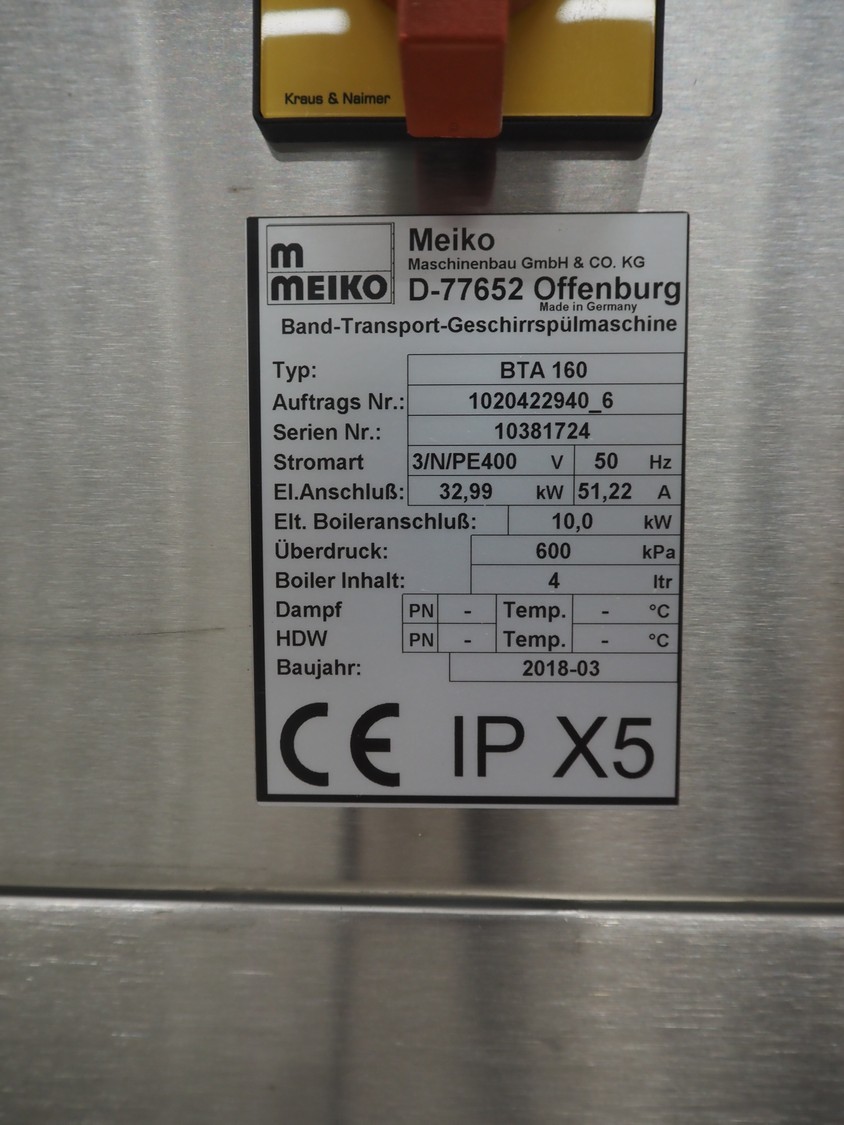 Kraus & Naimer
m
MEIKO
Meiko
Maschinenbau GmbH & CO. KG
D-77652 Offenburg
Made in Germany
Band-Transport-Geschirrspülmaschine
Typ: BTA 160
Auftrags Nr.: 1020422940_6
Serien Nr.: 10381724
Stromart 3/N/PE400 V 50 Hz
El.Anschluß: 32,99 kW 51,22 A
Elt. Boileranschluß: 10,0 kW
Überdruck: 600 kPa
Boiler Inhalt: 4 ltr
Dampf PN - Temp. - °C
HDW PN - Temp. - °C
Baujahr: 2018-03
CE IP X5